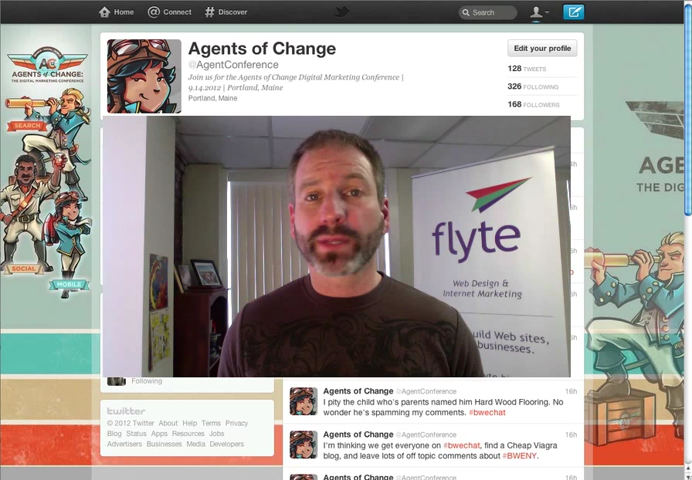 Home
Connect
Discover
Search
AC
AGENTS of CHANGE:
THE DIGITAL MARKETING CONFERENCE
SEARCH
SOCIAL
MOBILE
Agents of Change
@AgentConference
Join us for the Agents of Change Digital Marketing Conference |
9.14.2012 | Portland, Maine
Portland, Maine
Edit your profile
128 TWEETS
326 FOLLOWING
168 FOLLOWERS
flyte
Web Design &
Internet Marketing
uild Web sites,
businesses.
AGE
THE DIG
16h
Following
twitter
© 2012 Twitter About Help Terms Privacy
Blog Status Apps Resources Jobs
Advertisers Businesses Media Developers
Agents of Change @AgentConference 16h
I pity the child who's parents named him Hard Wood Flooring. No
wonder he's spamming my comments. #bwechat
Agents of Change @AgentConference 16h
I'm thinking we get everyone on #bwechat, find a Cheap Viagra
blog, and leave lots of off topic comments about #BWENY.
Agents of Change @AgentConference 16h